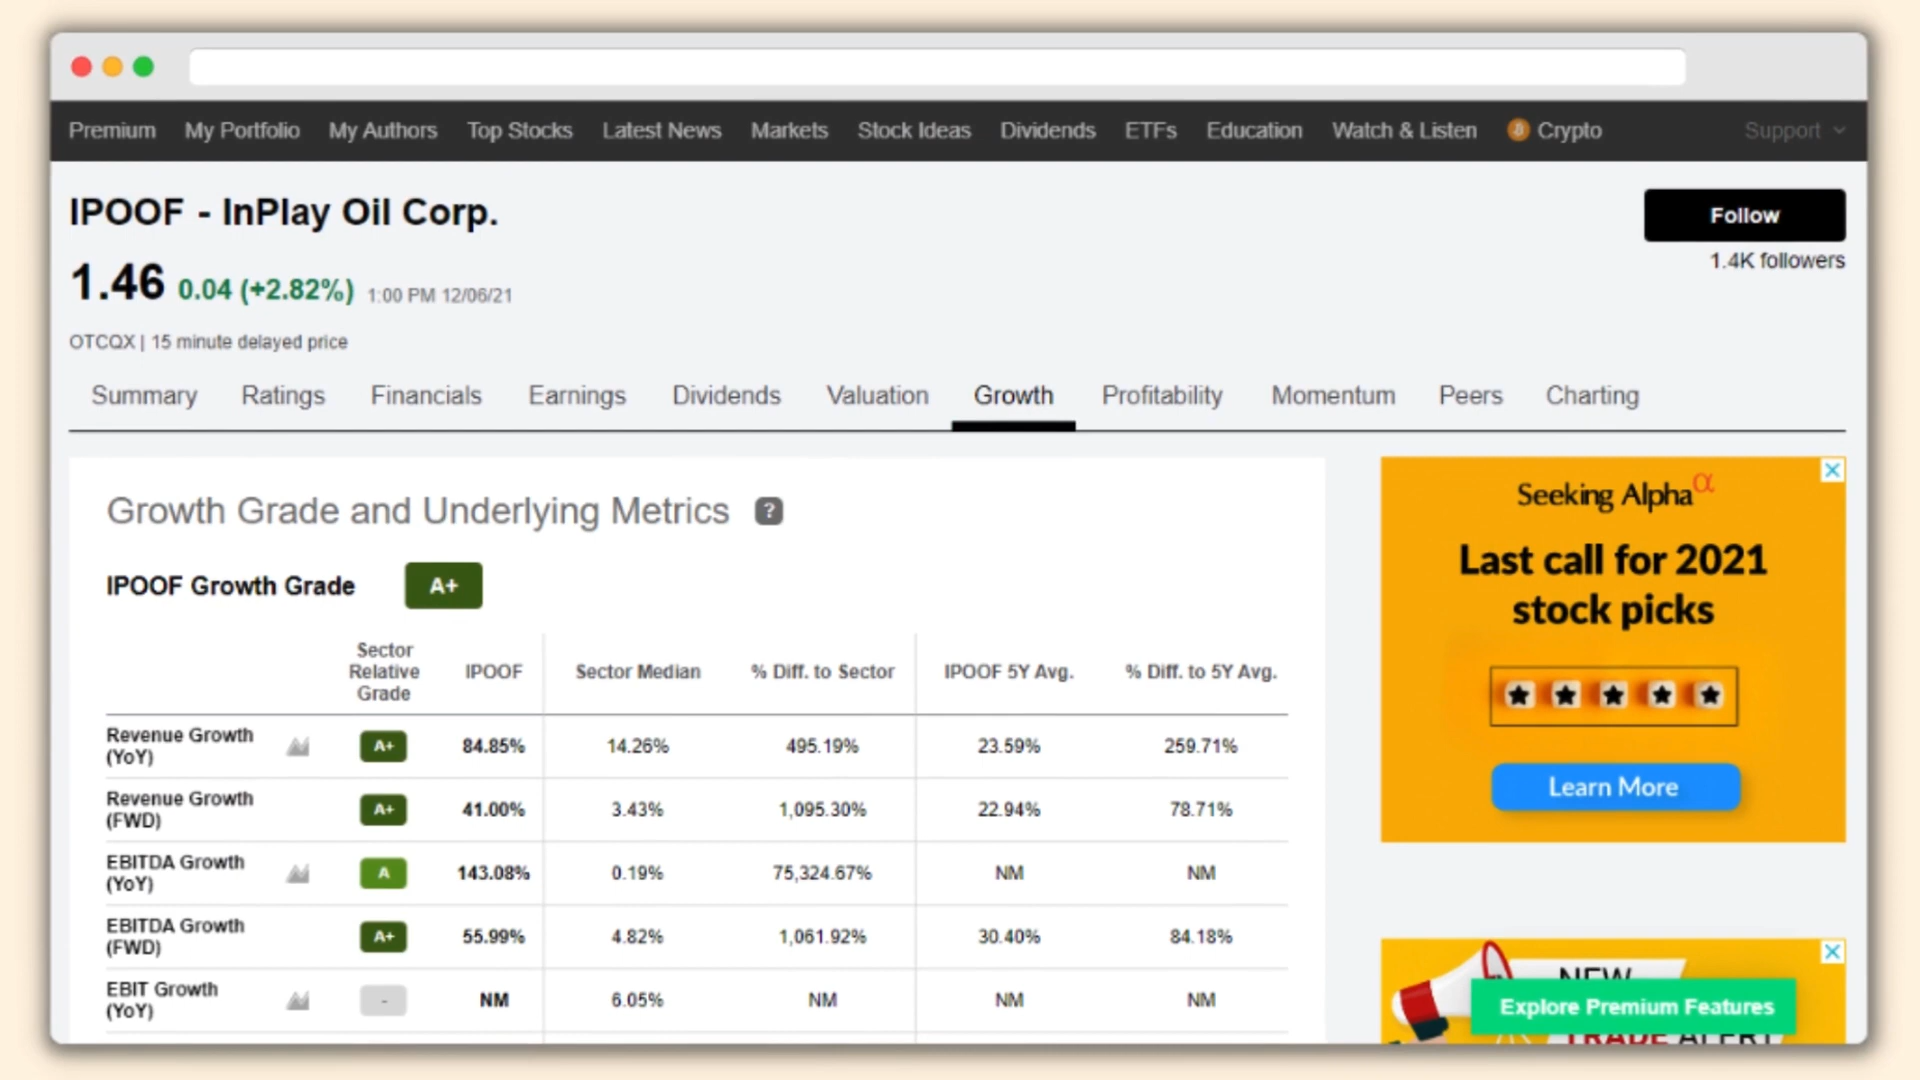 Premium My Portfolio My Authors Top Stocks Latest News Markets Stock Ideas Dividends ETFs Education Watch & Listen Crypto Support
IPOOF - InPlay Oil Corp.
Follow
1.4K followers
1.46 0.04 (+2.82%) 1:00 PM 12/06/21
OTCQX | 15 minute delayed price
Summary Ratings Financials Earnings Dividends Valuation Growth Profitability Momentum Peers Charting
Growth Grade and Underlying Metrics ?
IPOOF Growth Grade A+
Sector Relative Grade IPOOF Sector Median % Diff. to Sector IPOOF 5Y Avg. % Diff. to 5Y Avg.
Revenue Growth (YoY) A+ 84.85% 14.26% 495.19% 23.59% 259.71%
Revenue Growth (FWD) A+ 41.00% 3.43% 1,095.30% 22.94% 78.71%
EBITDA Growth (YoY) A 143.08% 0.19% 75,324.67% NM NM
EBITDA Growth (FWD) A+ 55.99% 4.82% 1,061.92% 30.40% 84.18%
EBIT Growth (YoY) - NM 6.05% NM NM NM
Seeking Alpha α
Last call for 2021
stock picks
Learn More
NEW
Explore Premium Features
TRADE ALERT